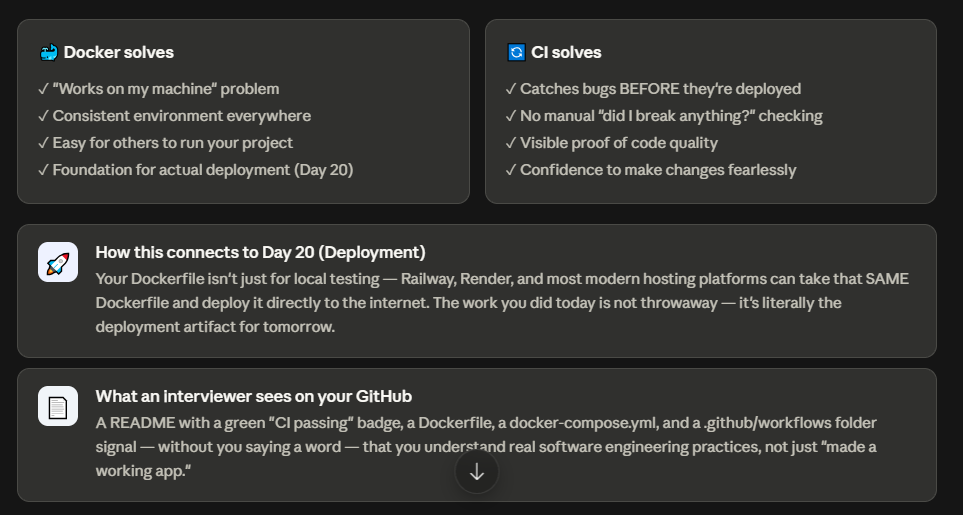 Docker solves
✓ "Works on my machine" problem
✓ Consistent environment everywhere
✓ Easy for others to run your project
✓ Foundation for actual deployment (Day 20)
CI solves
✓ Catches bugs BEFORE they're deployed
✓ No manual "did I break anything?" checking
✓ Visible proof of code quality
✓ Confidence to make changes fearlessly
How this connects to Day 20 (Deployment)
Your Dockerfile isn't just for local testing — Railway, Render, and most modern hosting platforms can take that SAME
Dockerfile and deploy it directly to the internet. The work you did today is not throwaway — it's literally the
deployment artifact for tomorrow.
What an interviewer sees on your GitHub
A README with a green "CI passing" badge, a Dockerfile, a docker-compose.yml, and a .github/workflows folder
signal — without you saying a word — that you understand real software engineering practices, not just "made a
working app."